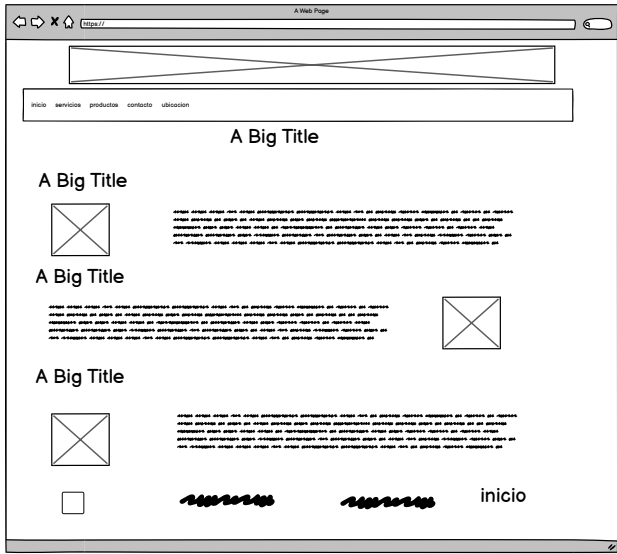 A Web Page
https://
inicio servicios productos contacto ubicacion
A Big Title
A Big Title
A Big Title
A Big Title
inicio